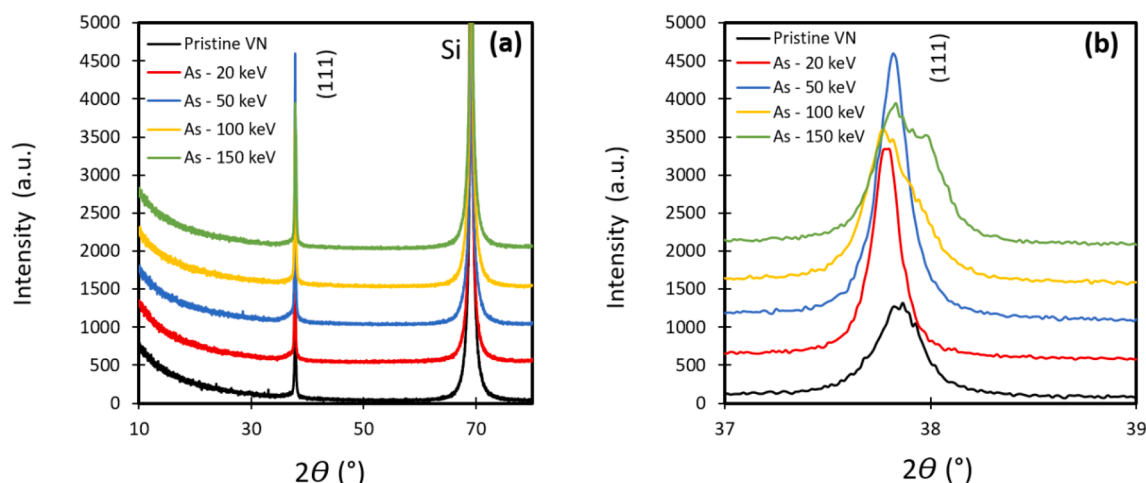 5000
4500
4000
3500
3000
2500
2000
1500
1000
500
0
Intensity (a.u.)
Pristine VN
As - 20 keV
As - 50 keV
As - 100 keV
As - 150 keV
(111)
Si
(a)
10
30
50
70
2θ (°)
5000
4500
4000
3500
3000
2500
2000
1500
1000
500
0
Intensity (a.u.)
Pristine VN
As - 20 keV
As - 50 keV
As - 100 keV
As - 150 keV
(111)
(b)
37
38
39
2θ (°)